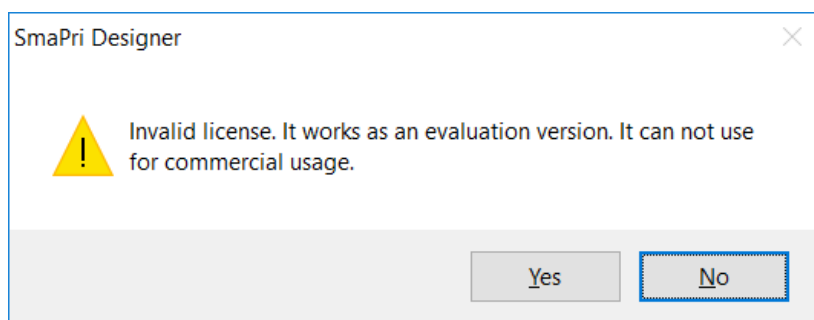 SmaPri Designer
Invalid license. It works as an evaluation version. It can not use
for commercial usage.
Yes
No